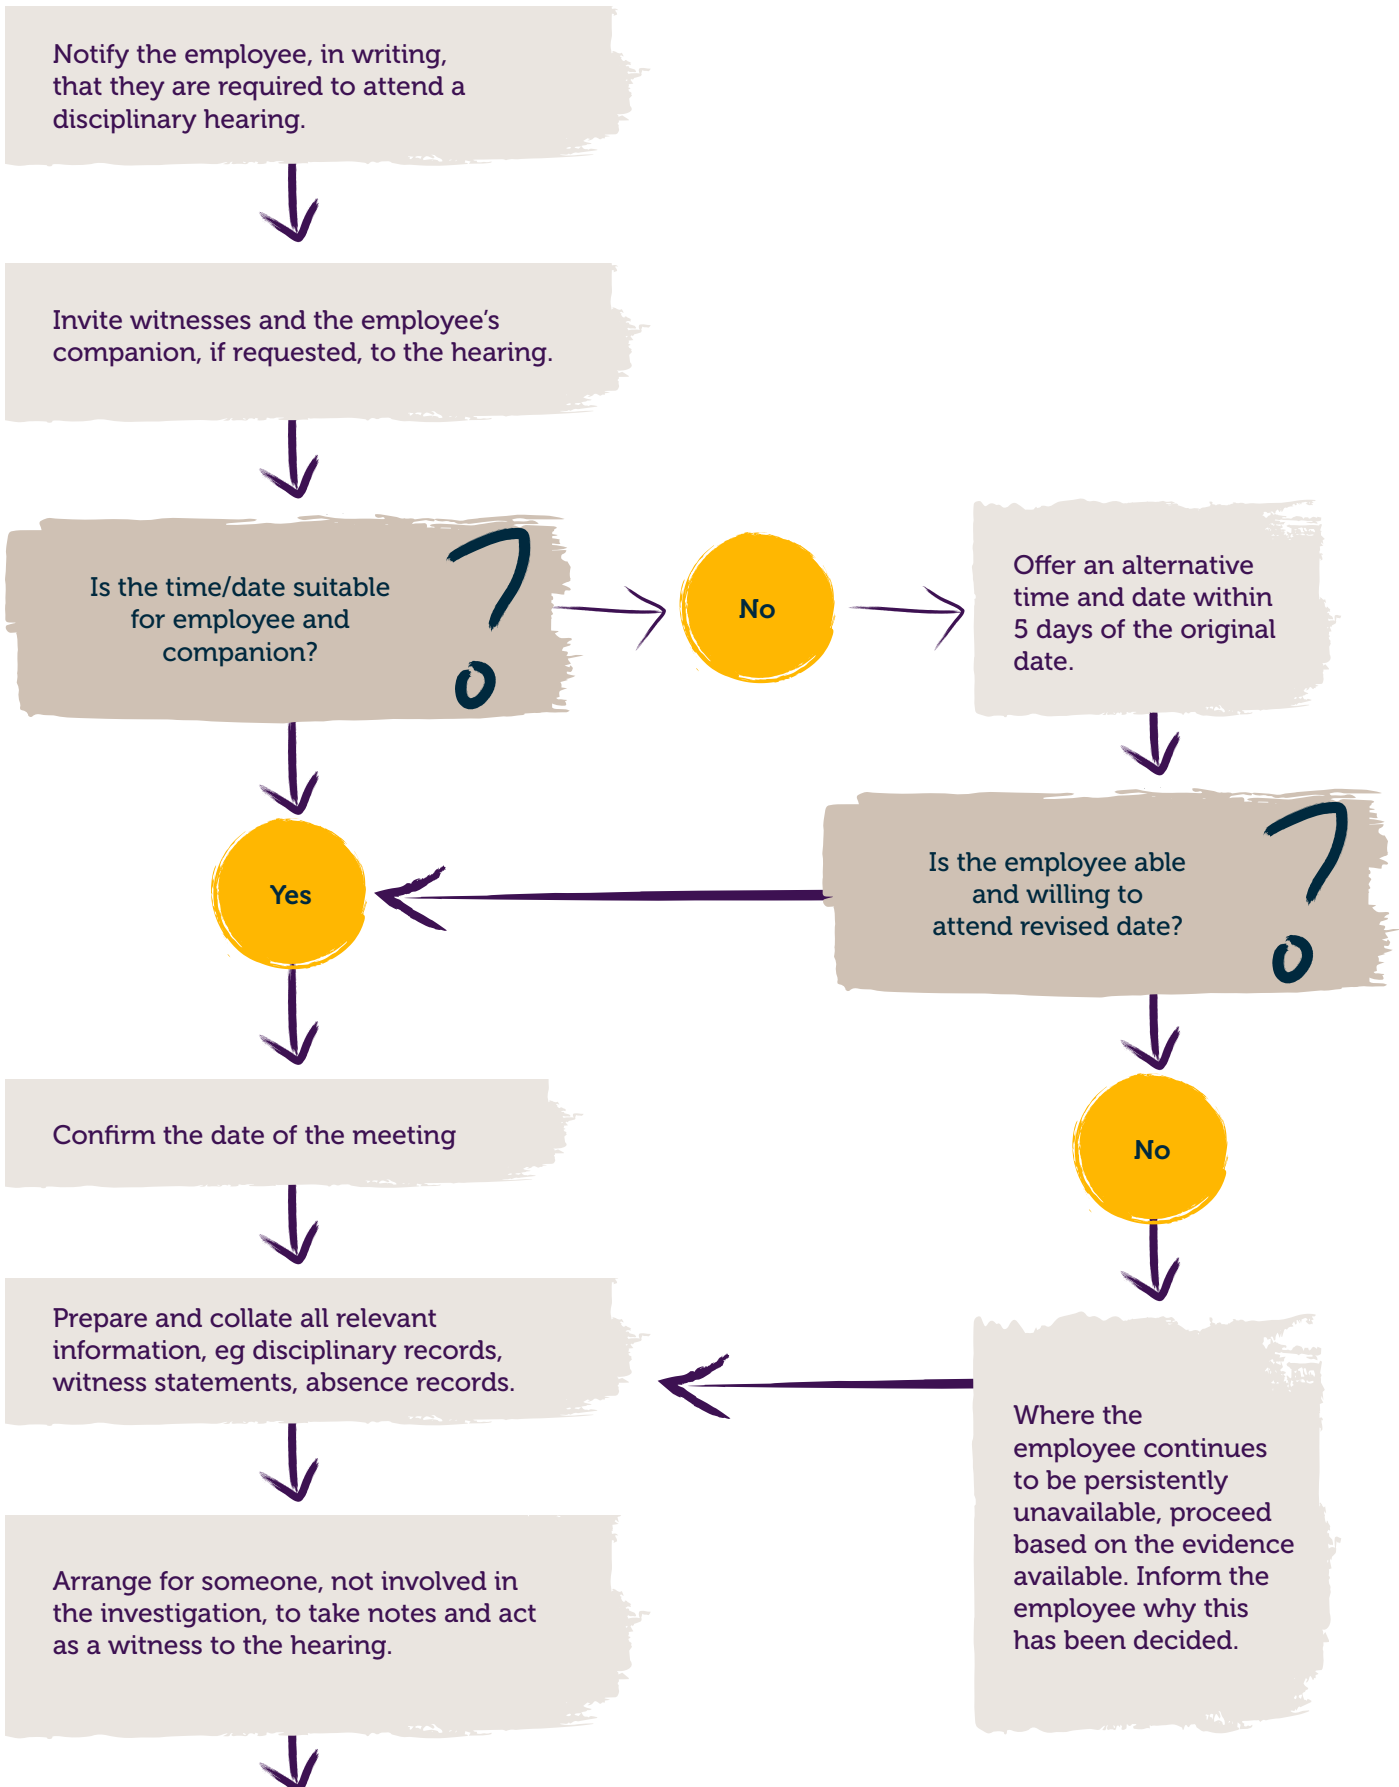 Notify the employee, in writing,
that they are required to attend a
disciplinary hearing.
Invite witnesses and the employee's
companion, if requested, to the hearing.
Is the time/date suitable
for employee and
companion?
?
No
Offer an alternative
time and date within
5 days of the original
date.
Is the employee able
and willing to
attend revised date?
?
Yes
No
Confirm the date of the meeting
Prepare and collate all relevant
information, eg disciplinary records,
witness statements, absence records.
Where the
employee continues
to be persistently
unavailable, proceed
based on the evidence
available. Inform the
employee why this
has been decided.
Arrange for someone, not involved in
the investigation, to take notes and act
as a witness to the hearing.